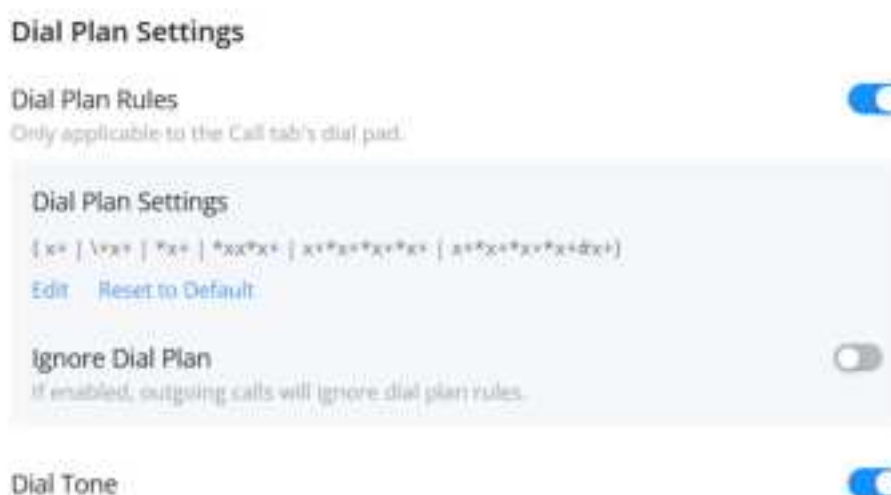 Dial Plan Settings
Dial Plan Rules
Only applicable to the Call tab's dial pad.
Dial Plan Settings
{ x+ | \+x+ | *x+ | *xx*x+ | x+*x+*x+*x+ | x+*x+*x+*x+#x+}
Edit Reset to Default
Ignore Dial Plan
If enabled, outgoing calls will ignore dial plan rules.
Dial Tone